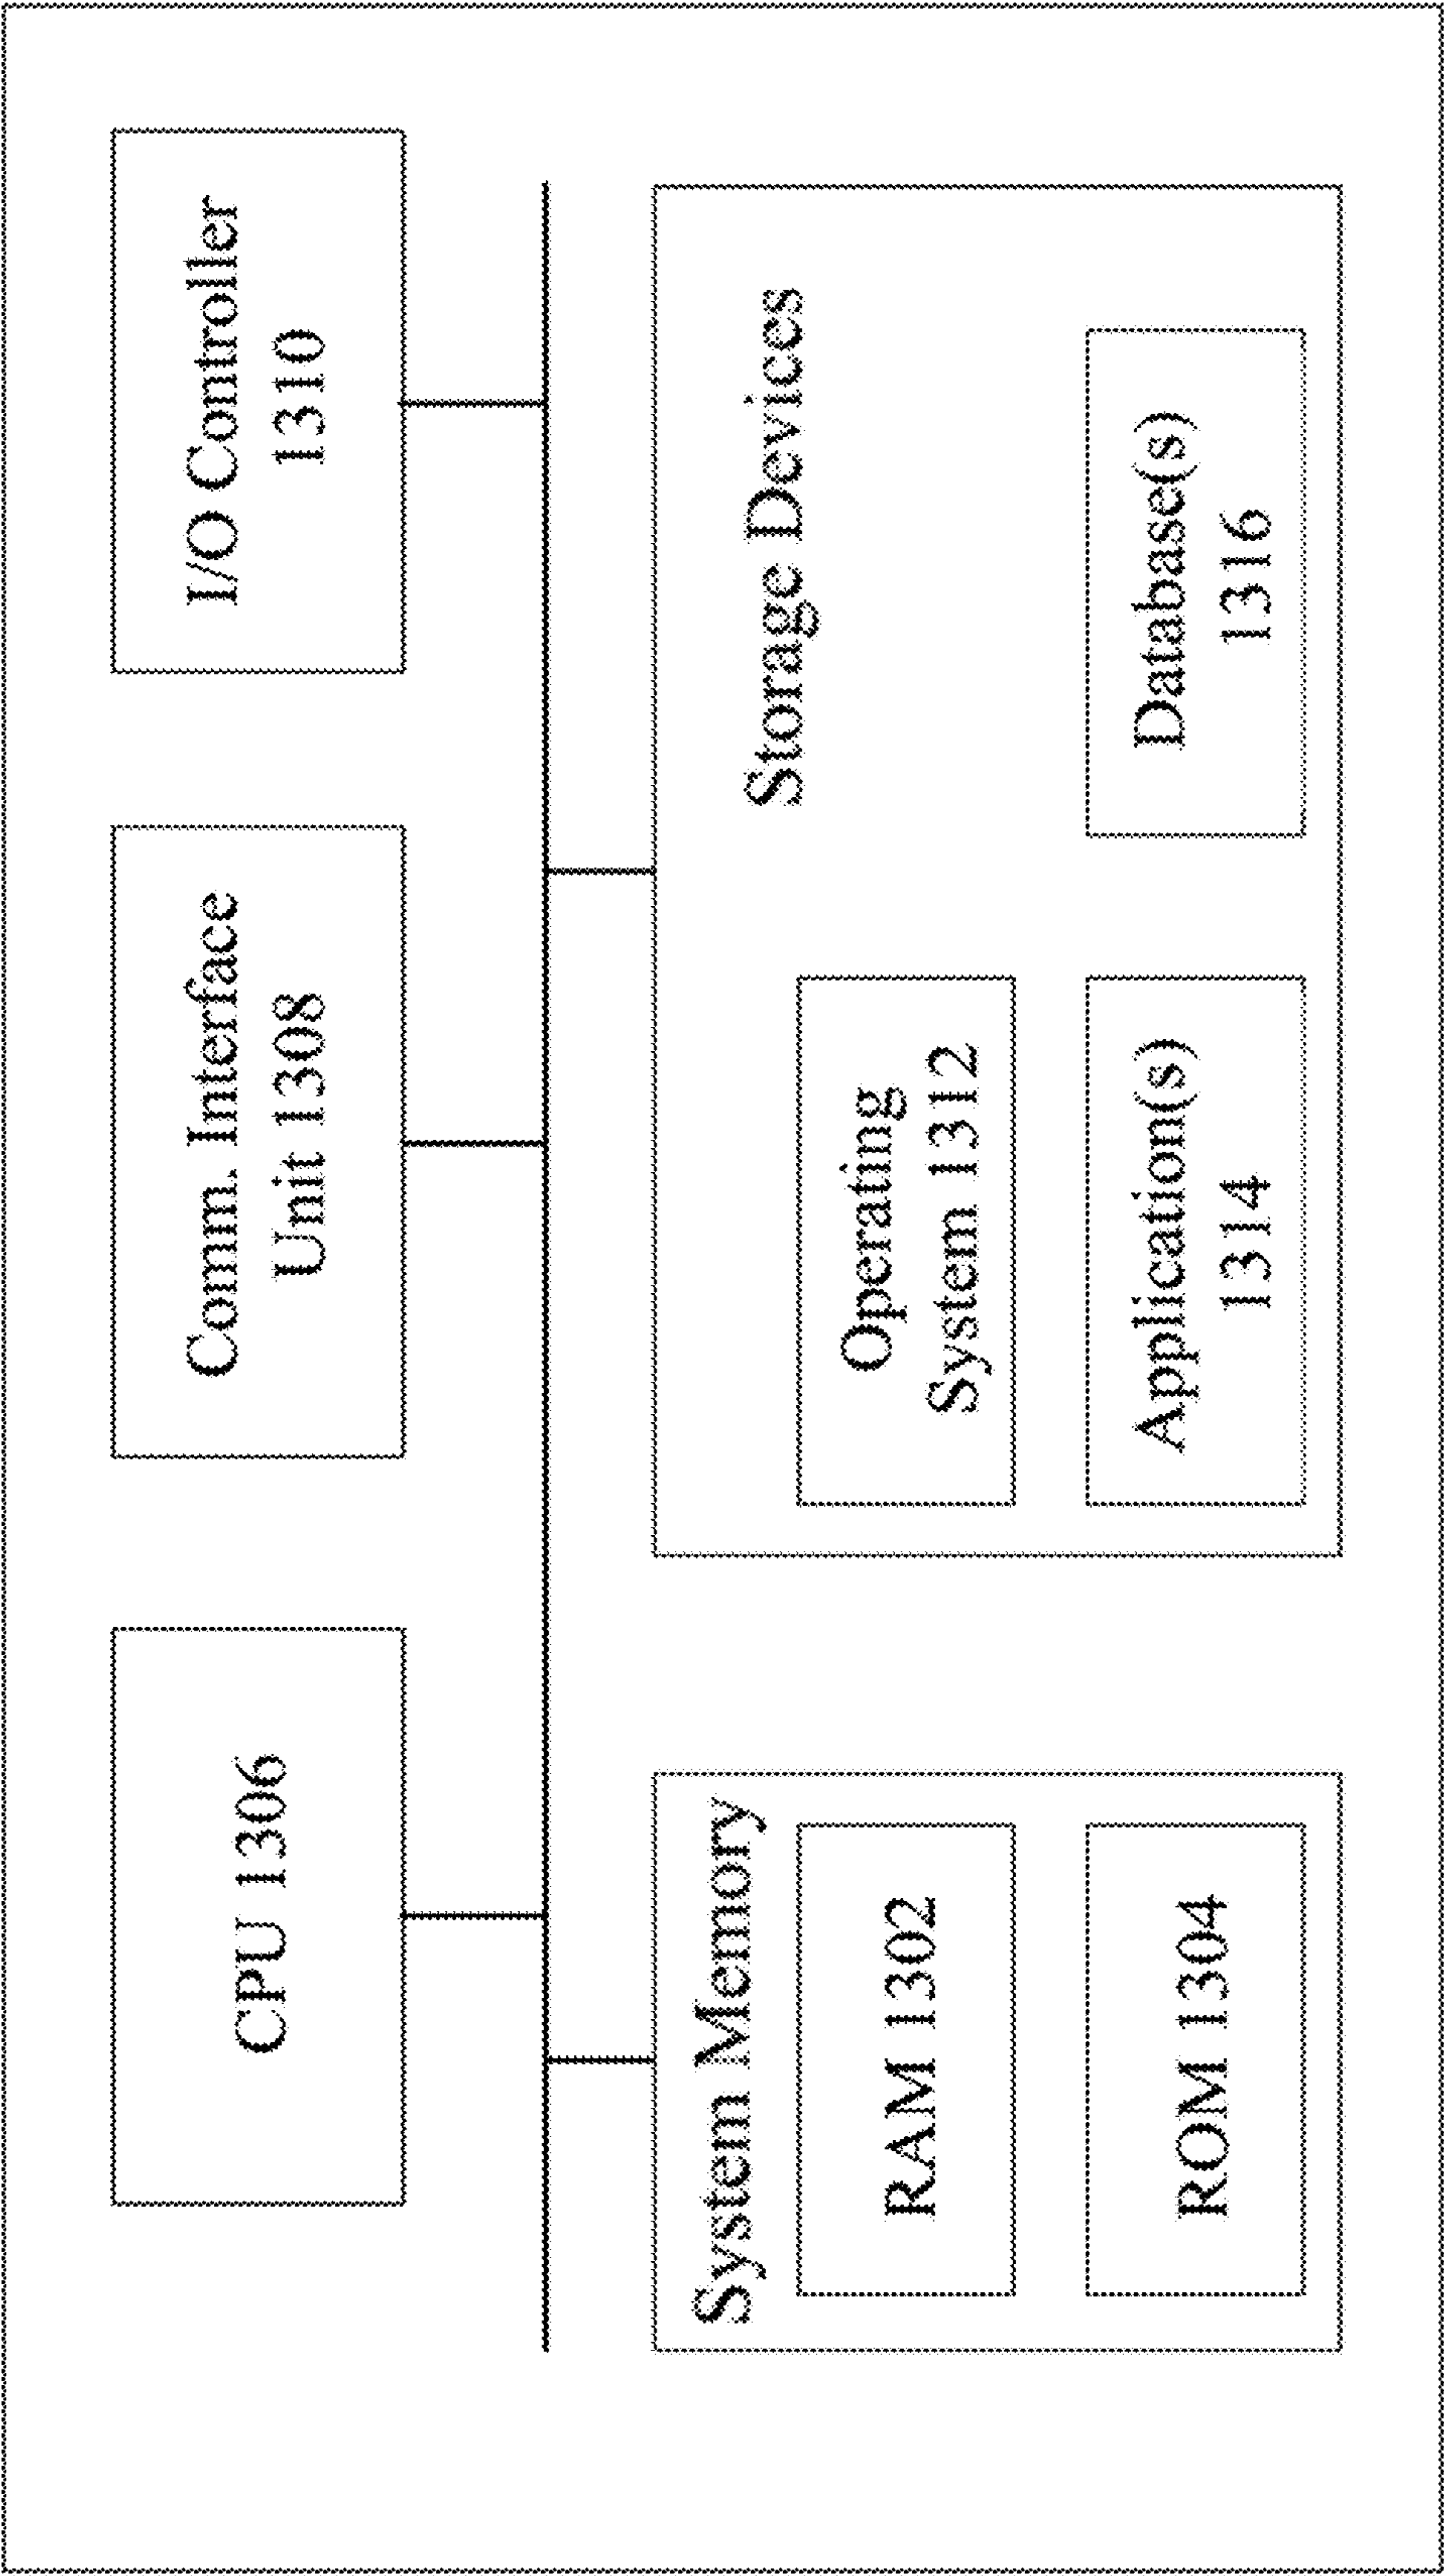 CPU 1306
Comm. Interface
Unit 1308
I/O Controller
1310
System Memory
RAM 1302
ROM 1304
Storage Devices
Operating
System 1312
Application(s)
1314
Database(s)
1316